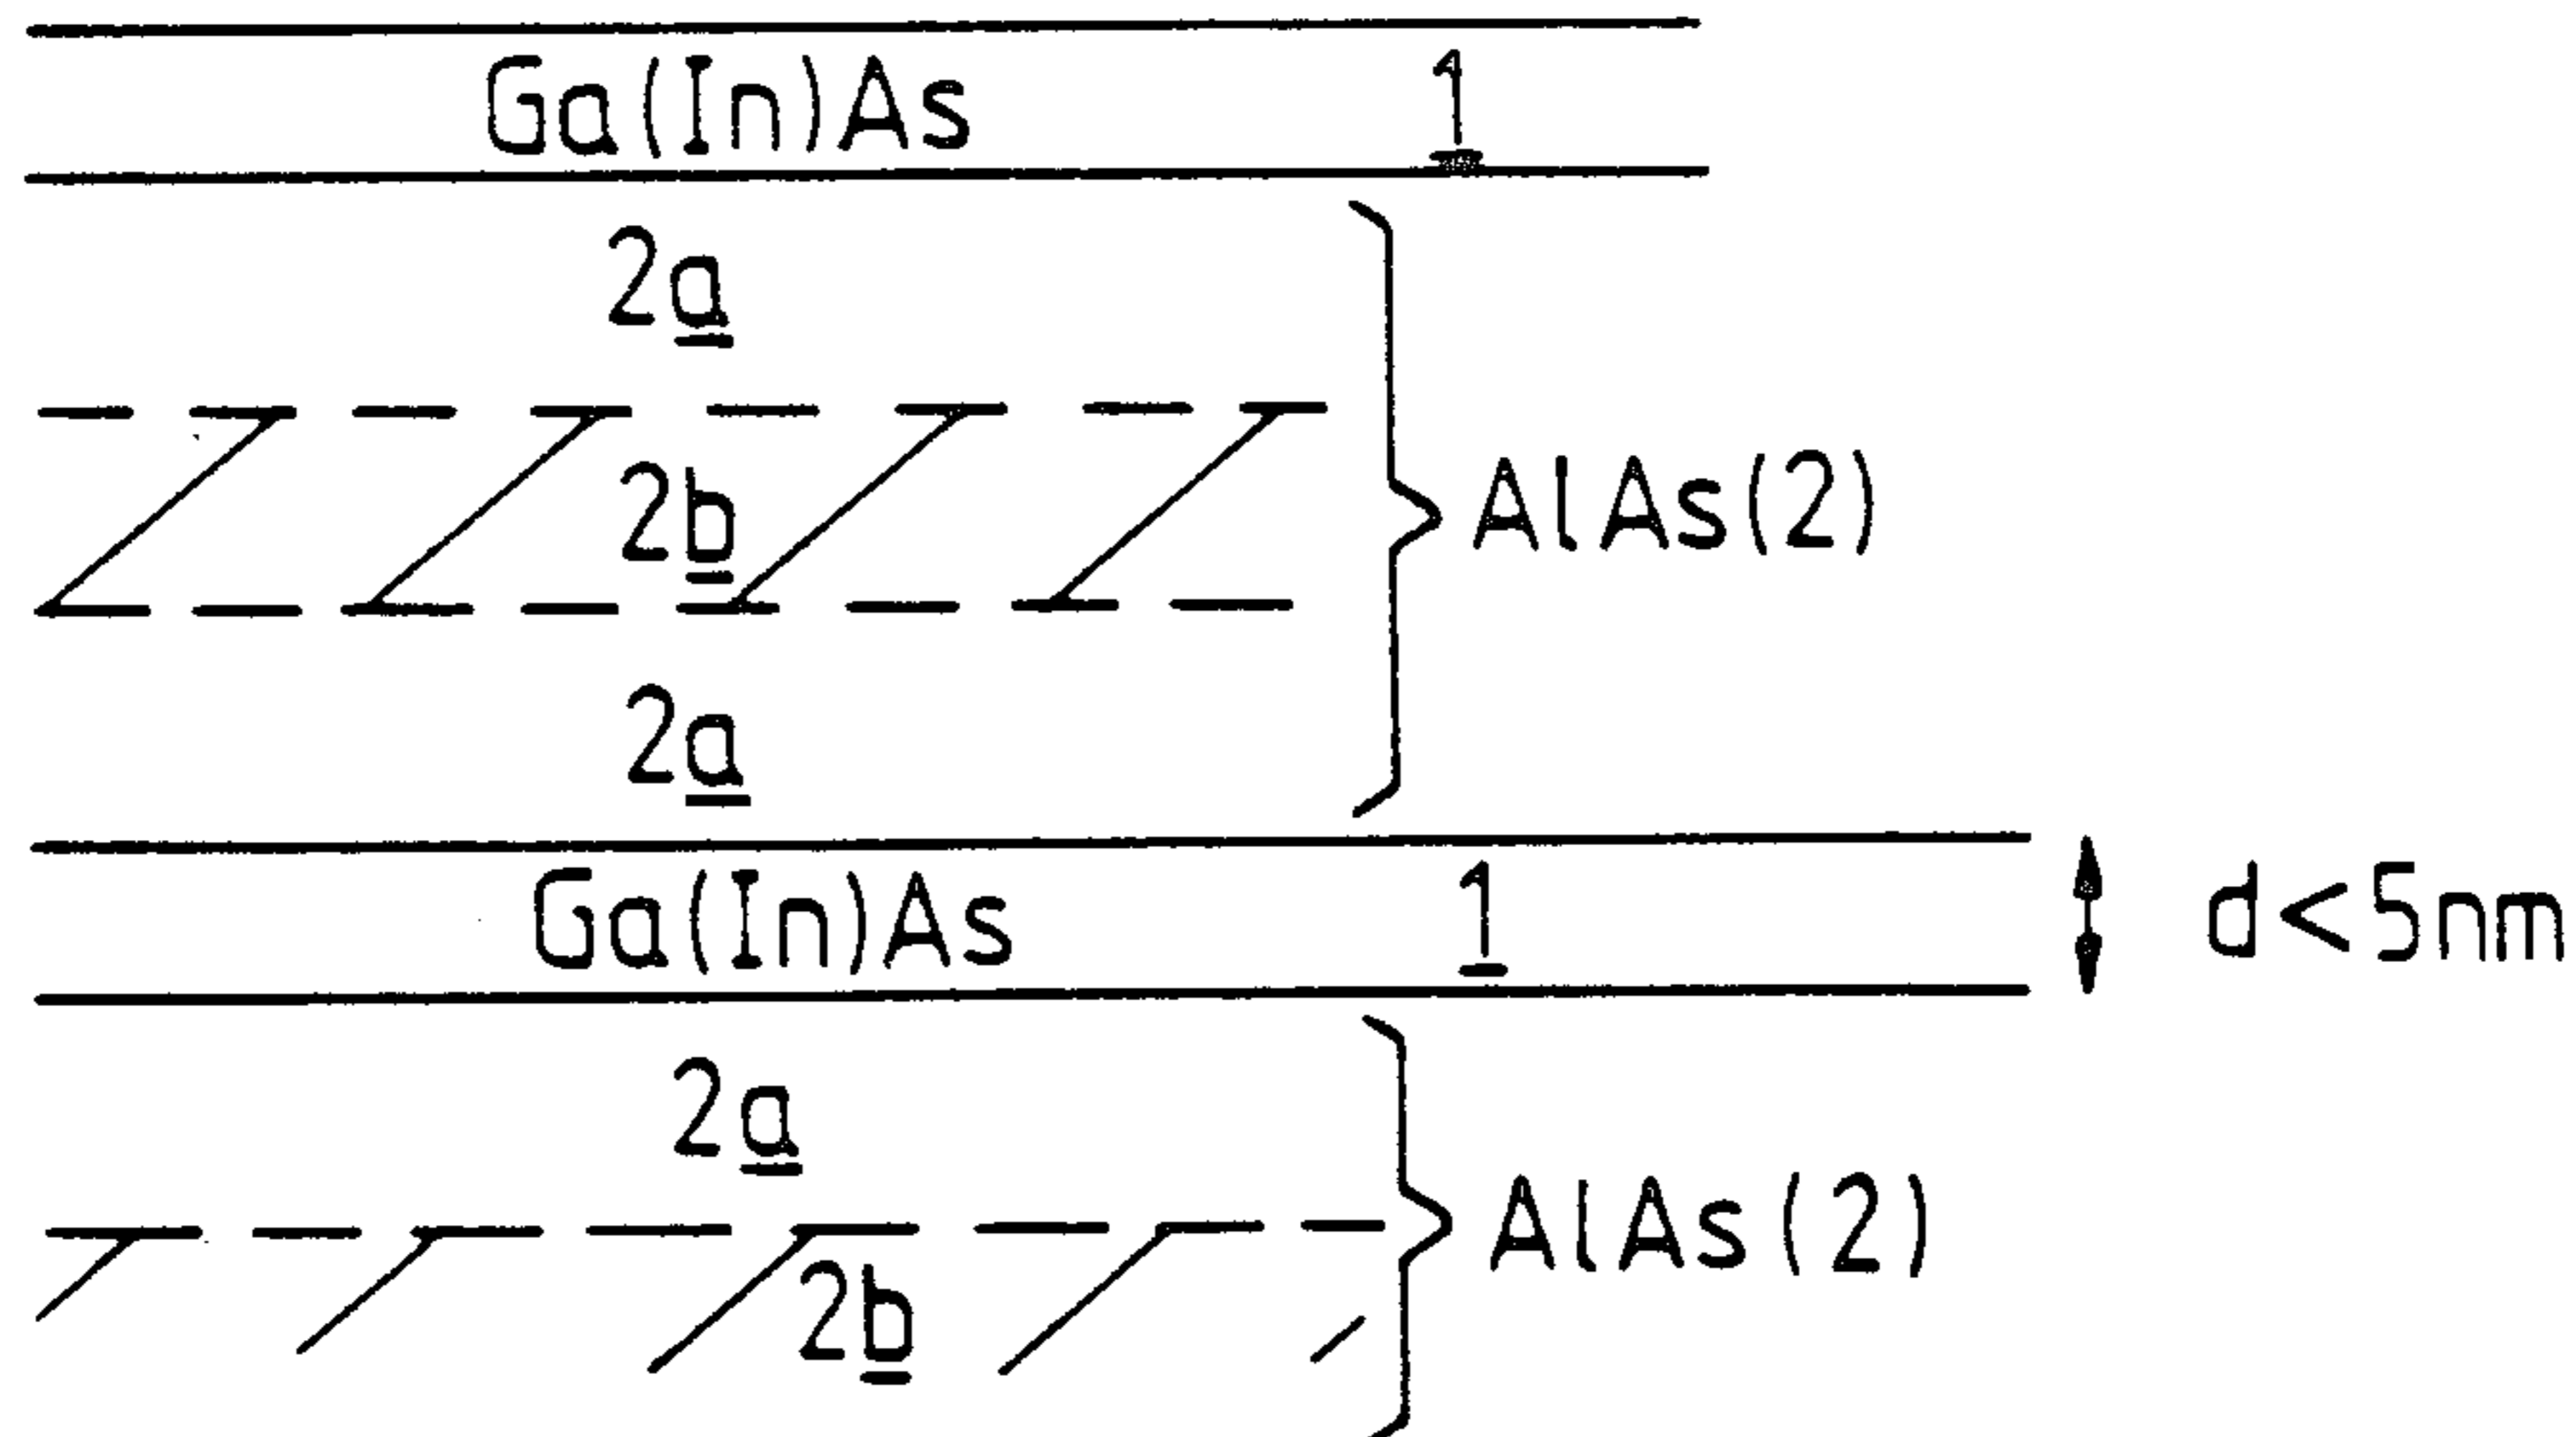 Ga(In)As 1
2a
2b AlAs(2)
2a
Ga(In)As 1 d<5nm
2a
AlAs(2)
2b